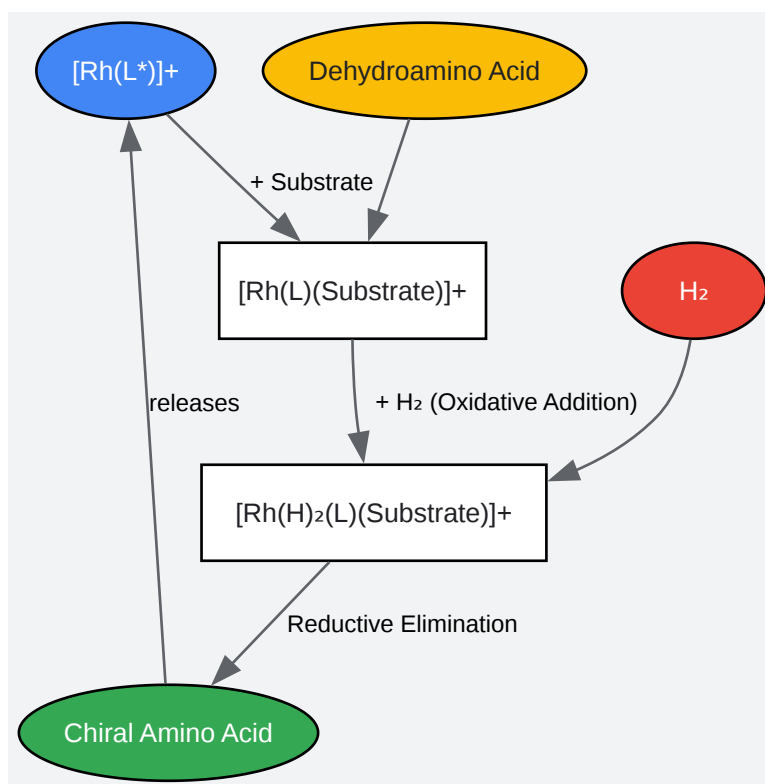 [Rh(L*)]+
Dehydroamino Acid
+ Substrate
[Rh(L)(Substrate)]+
H₂
+ H₂ (Oxidative Addition)
releases
[Rh(H)₂(L)(Substrate)]+
Reductive Elimination
Chiral Amino Acid